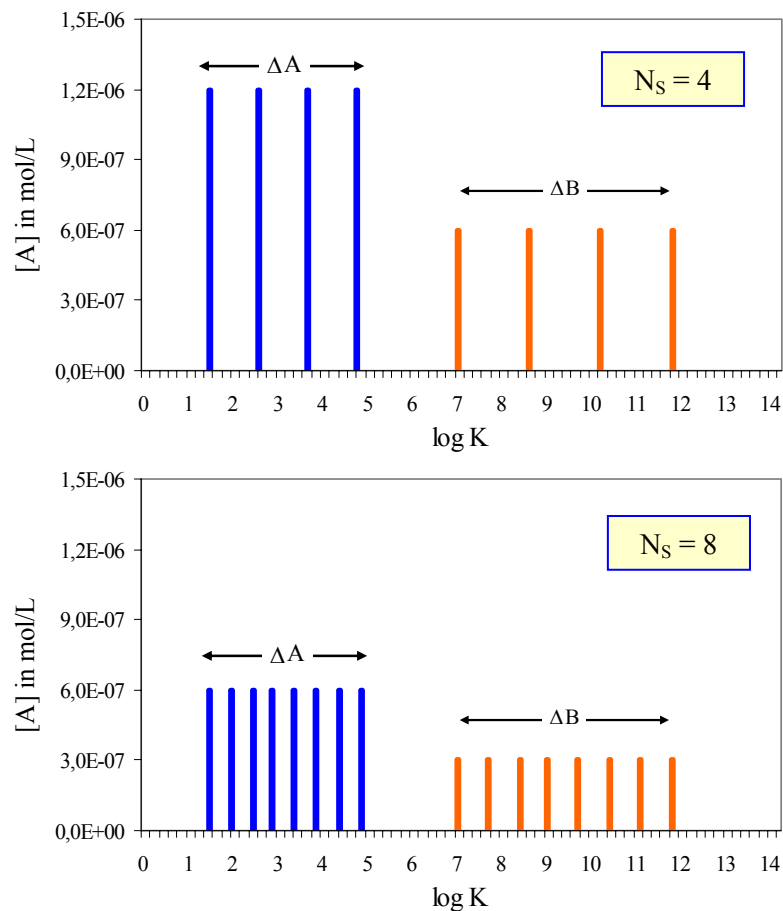 1,5E-06
1,2E-06
9,0E-07
6,0E-07
3,0E-07
0,0E+00
[A] in mol/L
ΔA
ΔB
N_S = 4
0 1 2 3 4 5 6 7 8 9 10 11 12 13 14
log K
1,5E-06
1,2E-06
9,0E-07
6,0E-07
3,0E-07
0,0E+00
[A] in mol/L
ΔA
ΔB
N_S = 8
0 1 2 3 4 5 6 7 8 9 10 11 12 13 14
log K